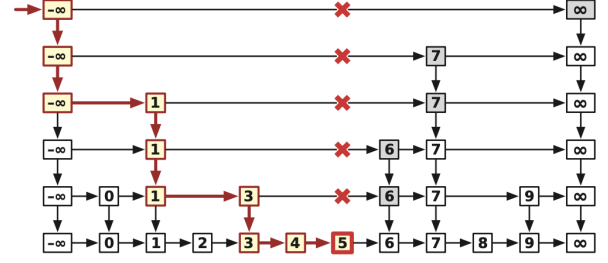 -∞ ∞
-∞ 7 ∞
-∞ 1 7 ∞
-∞ 1 6 7 ∞
-∞ 0 1 3 6 7 9 ∞
-∞ 0 1 2 3 4 5 6 7 8 9 ∞